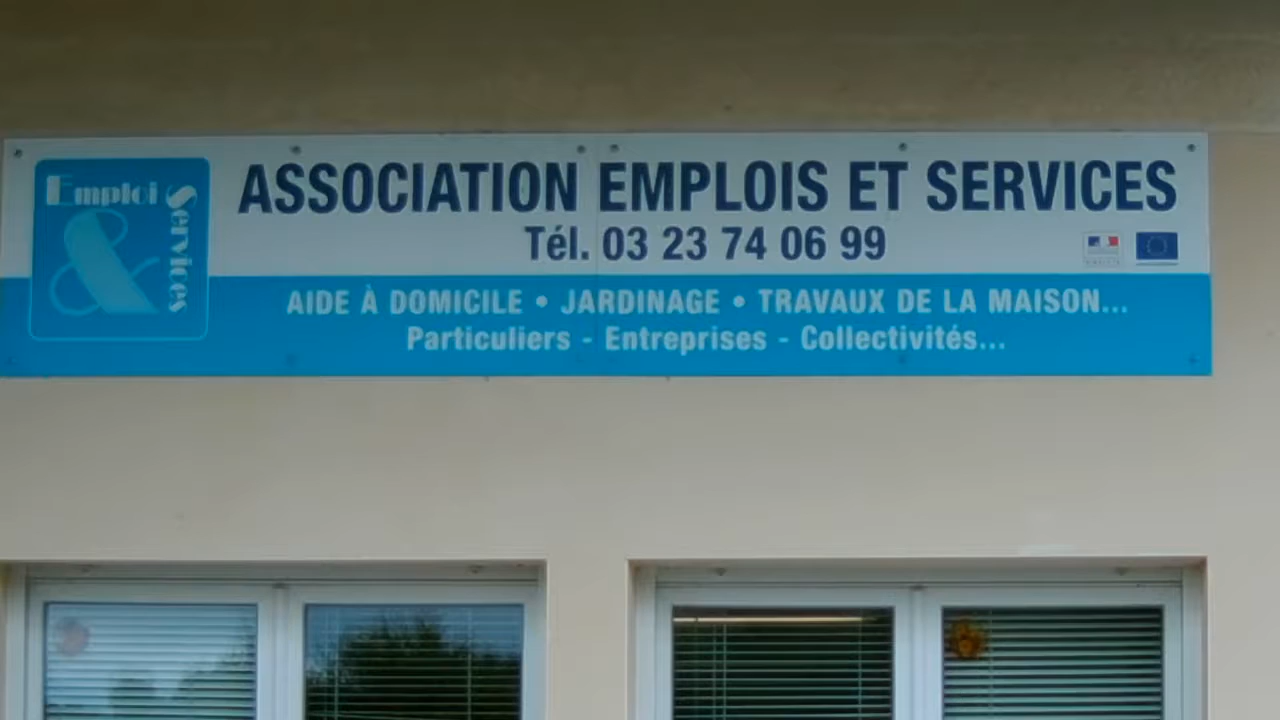 Emploi
&
Services
ASSOCIATION EMPLOIS ET SERVICES
Tél. 03 23 74 06 99
AIDE À DOMICILE • JARDINAGE • TRAVAUX DE LA MAISON...
Particuliers - Entreprises - Collectivités...